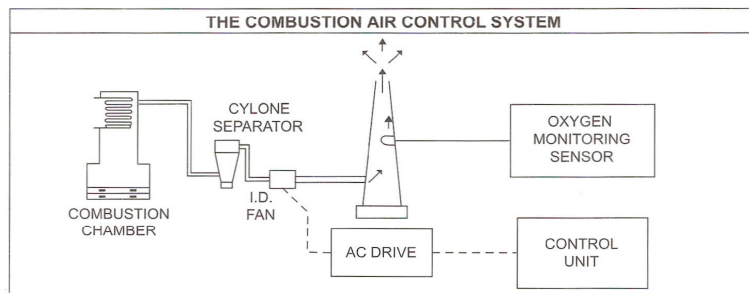 THE COMBUSTION AIR CONTROL SYSTEM
CYLONE
SEPARATOR
OXYGEN
MONITORING
SENSOR
COMBUSTION
CHAMBER
I.D.
FAN
AC DRIVE
CONTROL
UNIT